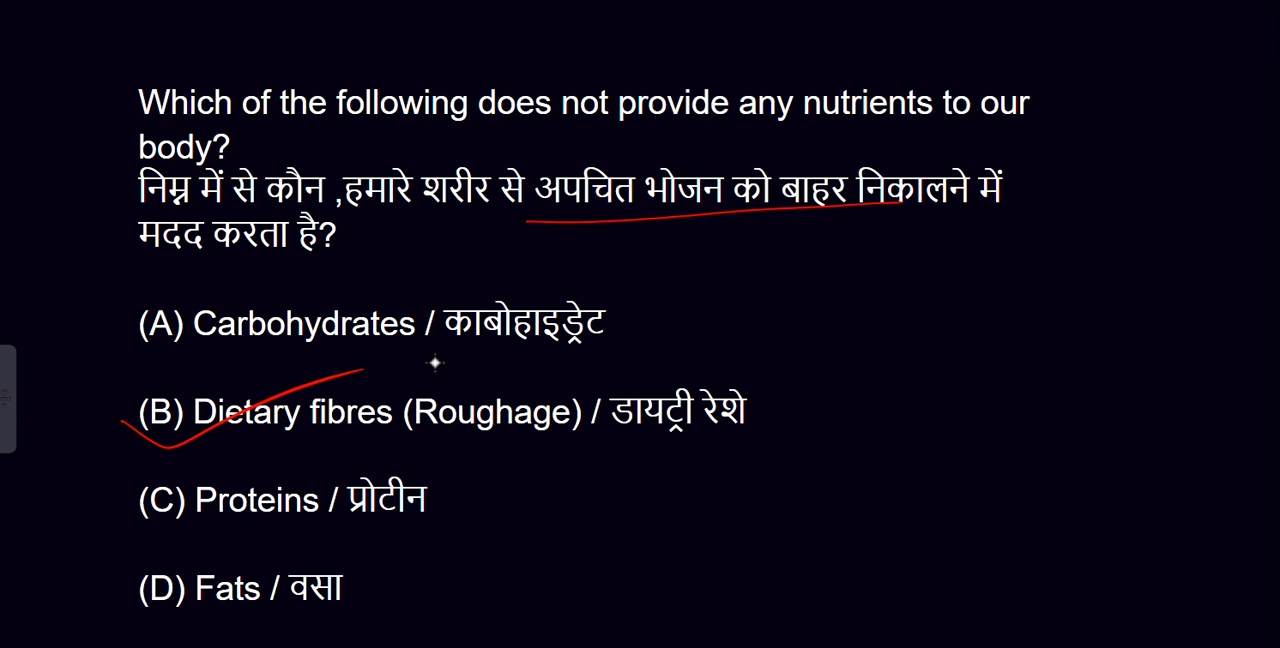 Which of the following does not provide any nutrients to our
body?
निम्न में से कौन ,हमारे शरीर से अपचित भोजन को बाहर निकालने में
मदद करता है?
(A) Carbohydrates / काबोहाइड्रेट
(B) Dietary fibres (Roughage) / डायट्री रेशे
(C) Proteins / प्रोटीन
(D) Fats / वसा